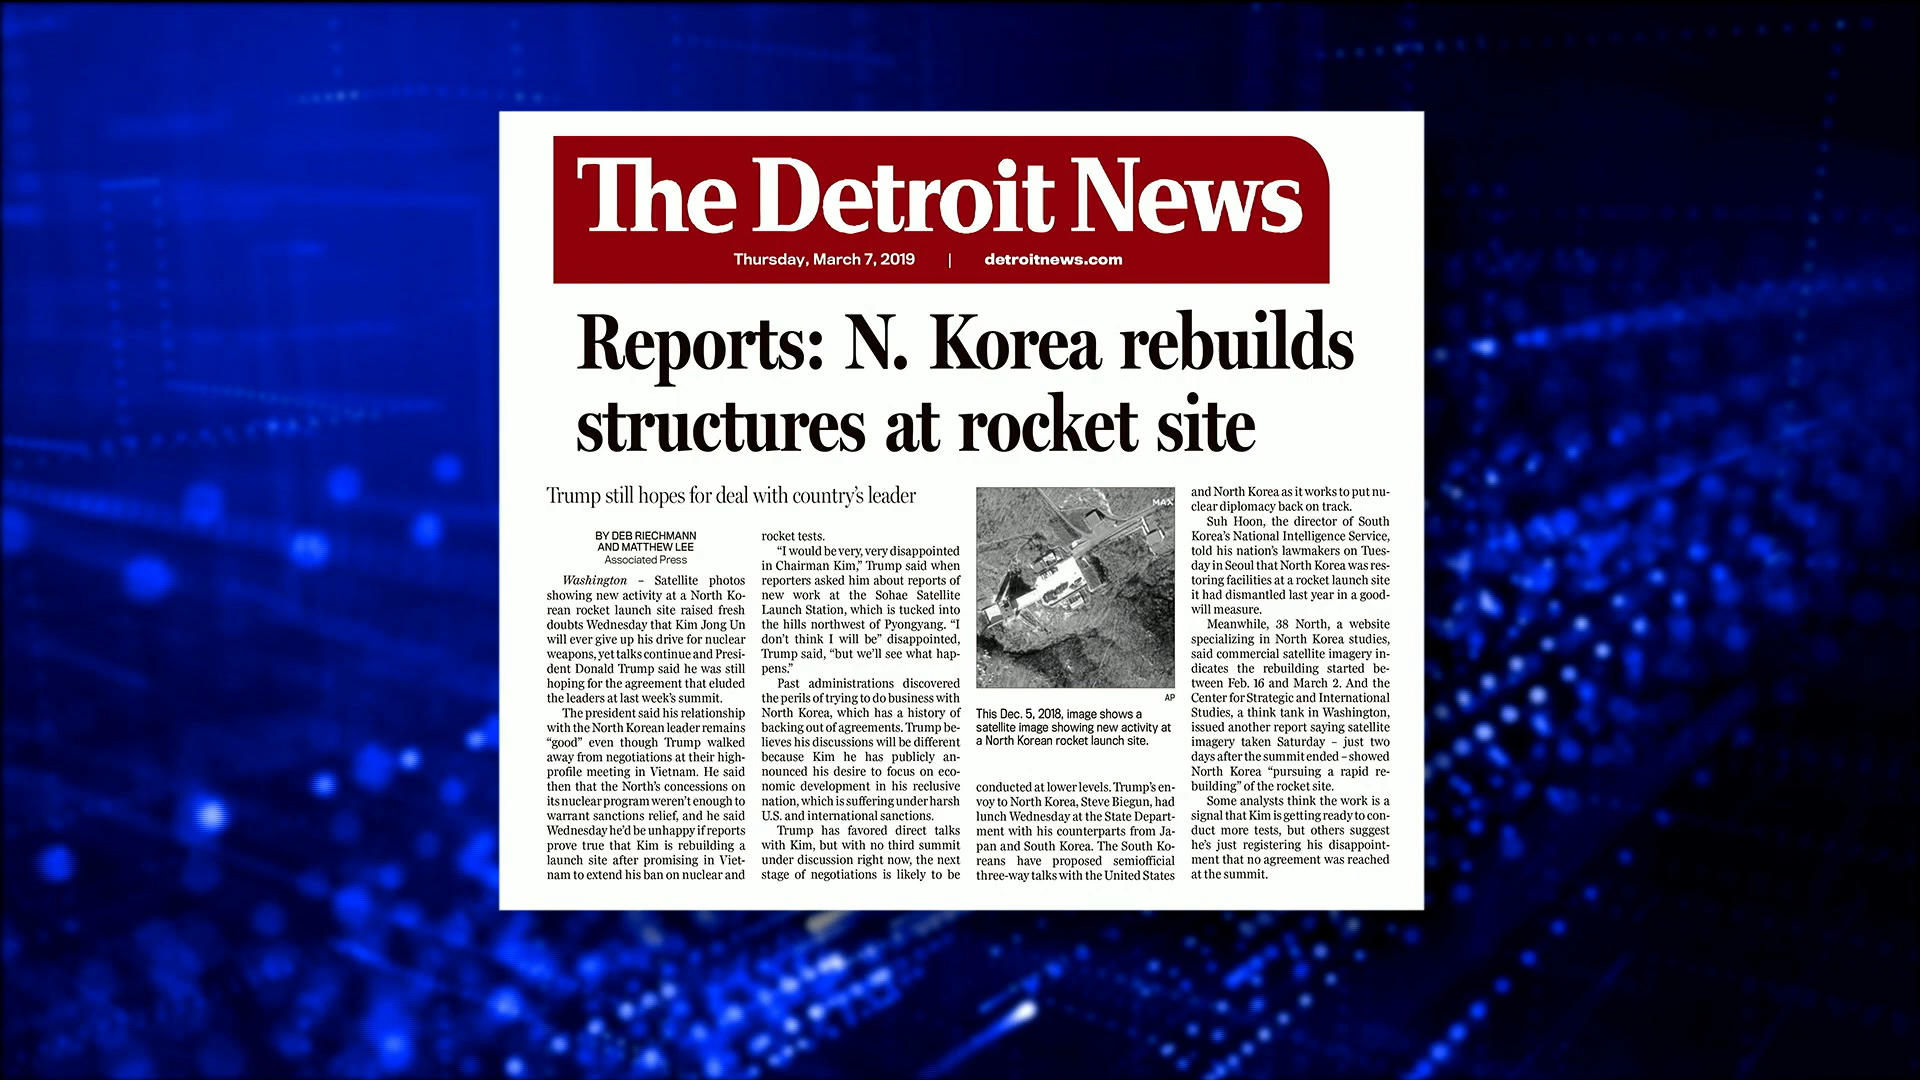 The Detroit News
Thursday, March 7, 2019 | detroitnews.com
Reports: N. Korea rebuilds
structures at rocket site
Trump still hopes for deal with country's leader
BY DEB RIECHMANN
AND MATTHEW LEE
Associated Press
Washington – Satellite photos
showing new activity at a North Ko-
rean rocket launch site raised fresh
doubts Wednesday that Kim Jong Un
will ever give up his drive for nuclear
weapons, yet talks continue and Presi-
dent Donald Trump said he was still
hoping for the agreement that eluded
the leaders at last week's summit.
The president said his relationship
with the North Korean leader remains
“good” even though Trump walked
away from negotiations at their high-
profile meeting in Vietnam. He said
then that the North's concessions on
its nuclear program weren't enough to
warrant sanctions relief, and he said
Wednesday he'd be unhappy if reports
prove true that Kim is rebuilding a
launch site after promising in Viet-
nam to extend his ban on nuclear and
rocket tests.
“I would be very, very disappointed
in Chairman Kim,” Trump said when
reporters asked him about reports of
new work at the Sohae Satellite
Launch Station, which is tucked into
the hills northwest of Pyongyang. “I
don't think I will be” disappointed,
Trump said, “but we'll see what hap-
pens.”
Past administrations discovered
the perils of trying to do business with
North Korea, which has a history of
backing out of agreements. Trump be-
lieves his discussions will be different
because Kim he has publicly an-
nounced his desire to focus on eco-
nomic development in his reclusive
nation, which is suffering under harsh
U.S. and international sanctions.
Trump has favored direct talks
with Kim, but with no third summit
under discussion right now, the next
stage of negotiations is likely to be
MAX
AP
This Dec. 5, 2018, image shows a
satellite image showing new activity at
a North Korean rocket launch site.
conducted at lower levels. Trump's en-
voy to North Korea, Steve Biegun, had
lunch Wednesday at the State Depart-
ment with his counterparts from Ja-
pan and South Korea. The South Ko-
reans have proposed semiofficial
three-way talks with the United States
and North Korea as it works to put nu-
clear diplomacy back on track.
Suh Hoon, the director of South
Korea's National Intelligence Service,
told his nation's lawmakers on Tues-
day in Seoul that North Korea was res-
toring facilities at a rocket launch site
it had dismantled last year in a good-
will measure.
Meanwhile, 38 North, a website
specializing in North Korea studies,
said commercial satellite imagery in-
dicates the rebuilding started be-
tween Feb. 16 and March 2. And the
Center for Strategic and International
Studies, a think tank in Washington,
issued another report saying satellite
imagery taken Saturday – just two
days after the summit ended – showed
North Korea “pursuing a rapid re-
building” of the rocket site.
Some analysts think the work is a
signal that Kim is getting ready to con-
duct more tests, but others suggest
he's just registering his disappoint-
ment that no agreement was reached
at the summit.